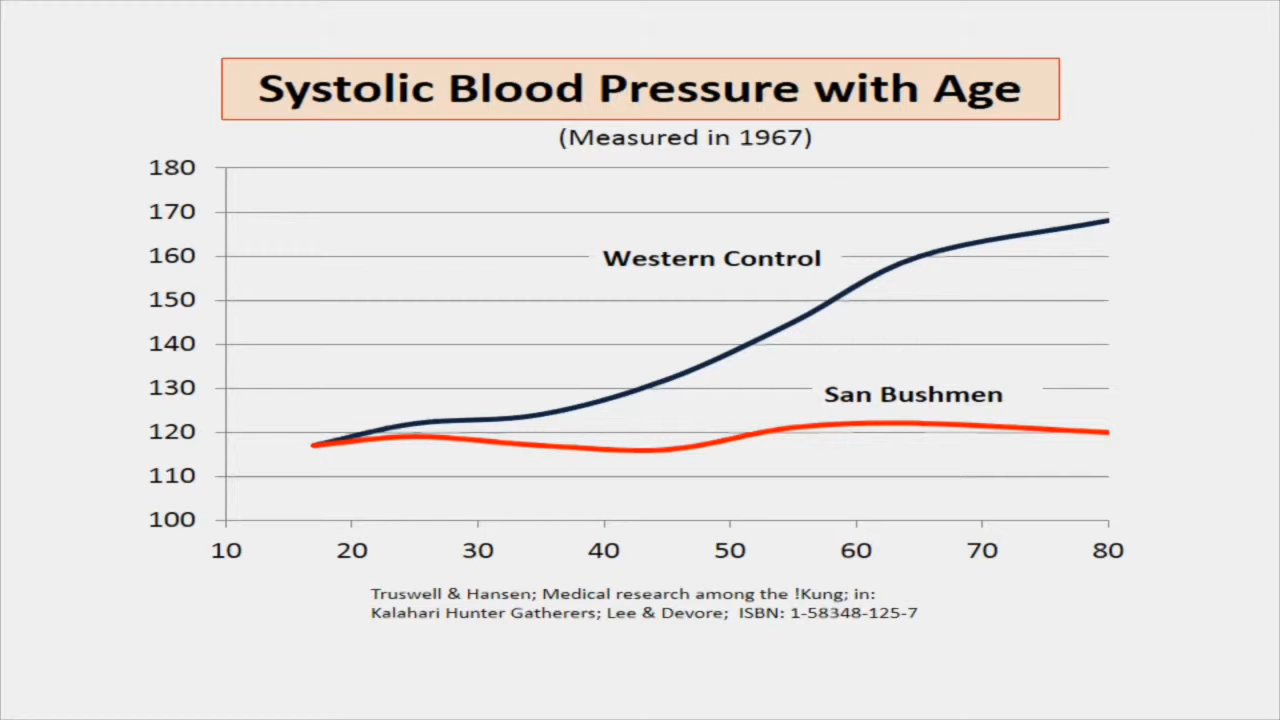 Systolic Blood Pressure with Age
(Measured in 1967)
180
170
160
150
140
130
120
110
100
Western Control
San Bushmen
10 20 30 40 50 60 70 80
Truswell & Hansen; Medical research among the !Kung; in:
Kalahari Hunter Gatherers; Lee & Devore; ISBN: 1-58348-125-7